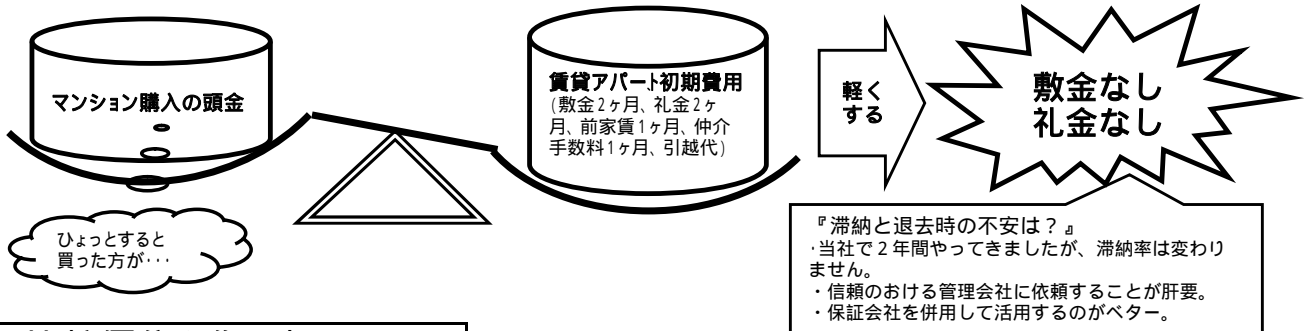 マンション購入の頭金
賃貸アパート初期費用
(敷金2ヶ月、礼金2ヶ
月、前家賃1ヶ月、仲介
手数料1ヶ月、引越代)
軽く
する
敷金なし
礼金なし
ひょっとすると
買った方が･･･
『滞納と退去時の不安は?』
･当社で2年間やってきましたが、滞納率は変わり
ません。
・信頼のおける管理会社に依頼することが肝要。
・保証会社を併用して活用するのがベター。